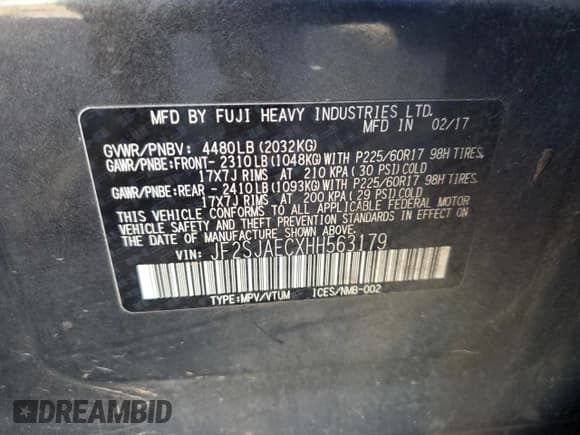 MFD BY FUJI HEAVY INDUSTRIES LTD.
MFD IN 02/17
GVWR/PNBV: 4480LB (2032KG)
GAWR/PNBE:FRONT- 2310LB (1048KG) WITH P225/60R17 98H TIRES,
17X7J RIMS AT 210 KPA (30 PSI) COLD
GAWR/PNBE:REAR -2410LB (1093KG) WITH P225/60R17 98H TIRES,
17X7J RIMS AT 200 KPA (29 PSI) COLD
THIS VEHICLE CONFORMS TO ALL APPLICABLE FEDERAL MOTOR
VEHICLE SAFETY AND THEFT PREVENTION STANDARDS IN EFFECT ON
THE DATE OF MANUFACTURE SHOWN ABOVE.
VIN: JF2SJAECXHH563179
TYPE:MPV/VTUM ICES/NMB-002
DREAMBID